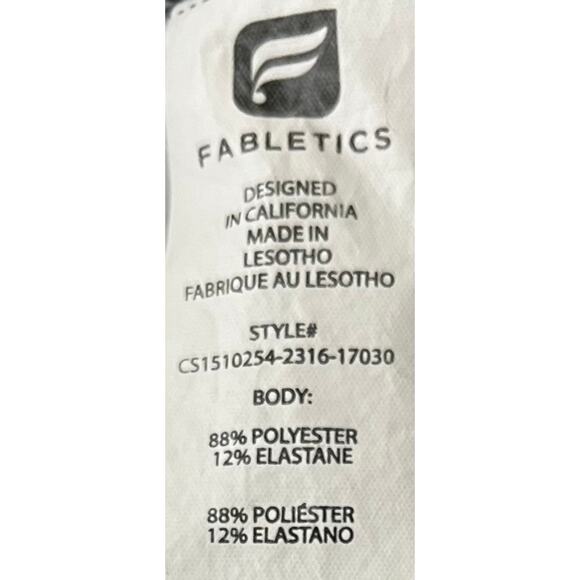 FABLETICS
DESIGNED
IN CALIFORNIA
MADE IN
LESOTHO
FABRIQUE AU LESOTHO
STYLE#
CS1510254-2316-17030
BODY:
88% POLYESTER
12% ELASTANE
88% POLIÉSTER
12% ELASTANO